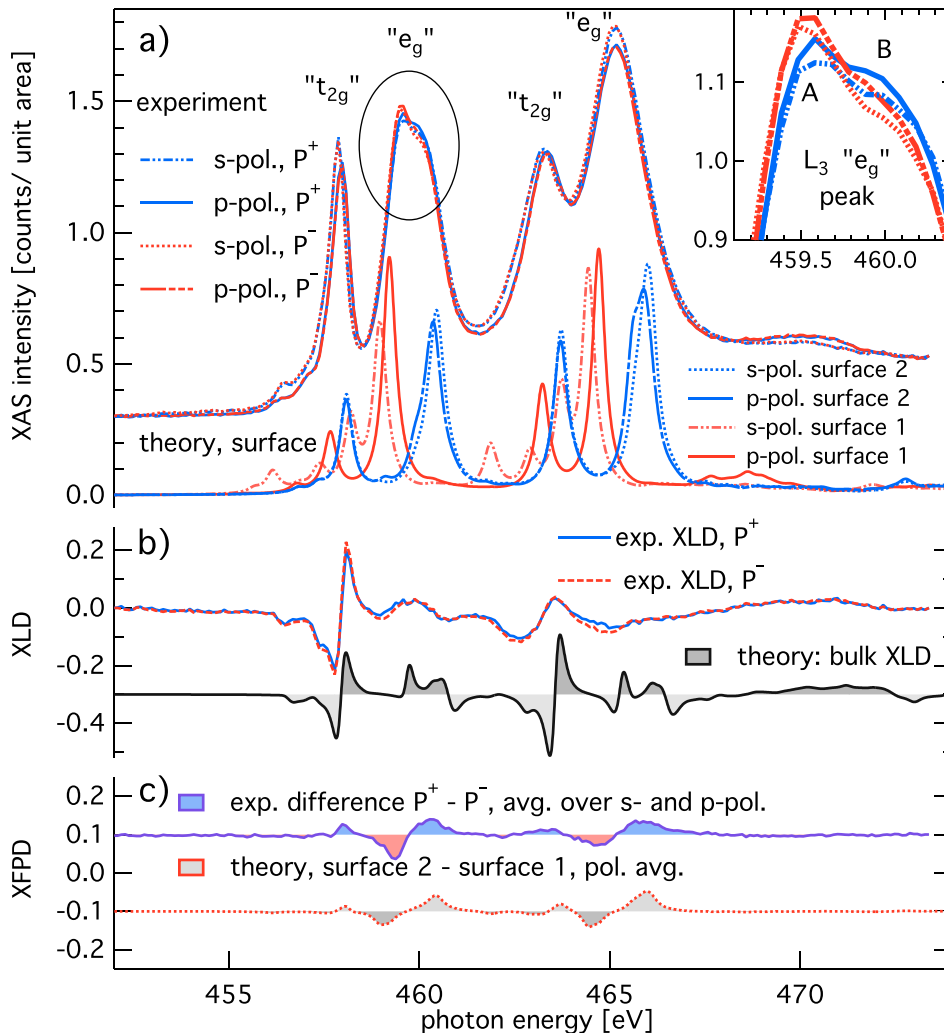 a)
"t2g"
"eg"
"t2g"
"eg"
experiment
s-pol., P+
p-pol., P+
s-pol., P−
p-pol., P−
XAS intensity [counts/ unit area]
1.5
1.0
0.5
0.0
theory, surface
s-pol. surface 2
p-pol. surface 2
s-pol. surface 1
p-pol. surface 1
1.1
1.0
0.9
A
B
L3 "eg"
peak
459.5
460.0
b)
exp. XLD, P+
exp. XLD, P−
theory: bulk XLD
XLD
0.2
0.0
-0.2
-0.4
c)
exp. difference P+ - P−, avg. over s- and p-pol.
theory, surface 2 - surface 1, pol. avg.
XFPD
0.2
0.1
0.0
-0.1
-0.2
455
460
465
470
photon energy [eV]